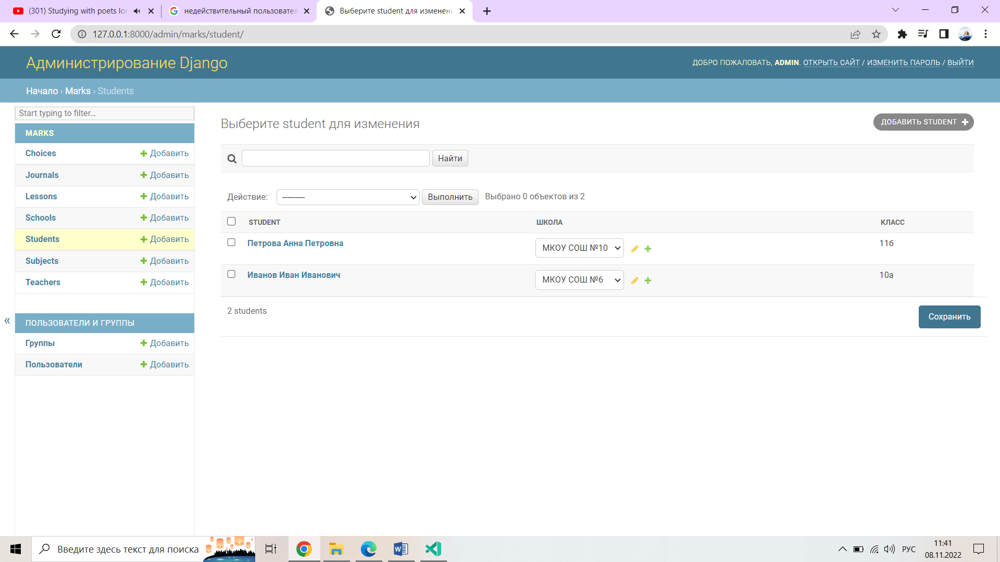 (301) Studying with poets lon
недействительный пользовател
Выберите student для изменени
127.0.0.1:8000/admin/marks/student/
Администрирование Django
ДОБРО ПОЖАЛОВАТЬ, ADMIN. ОТКРЫТЬ САЙТ / ИЗМЕНИТЬ ПАРОЛЬ / ВЫЙТИ
Начало › Marks › Students
Start typing to filter...
MARKS
Choices Добавить
Journals Добавить
Lessons Добавить
Schools Добавить
Students Добавить
Subjects Добавить
Teachers Добавить
«
ПОЛЬЗОВАТЕЛИ И ГРУППЫ
Группы Добавить
Пользователи Добавить
Выберите student для изменения
ДОБАВИТЬ STUDENT
Найти
Действие: --------- Выполнить Выбрано 0 объектов из 2
STUDENT ШКОЛА КЛАСС
Петрова Анна Петровна МКОУ СОШ №10 11б
Иванов Иван Иванович МКОУ СОШ №6 10а
2 students
Сохранить
Введите здесь текст для поиска
РУС
11:41
08.11.2022